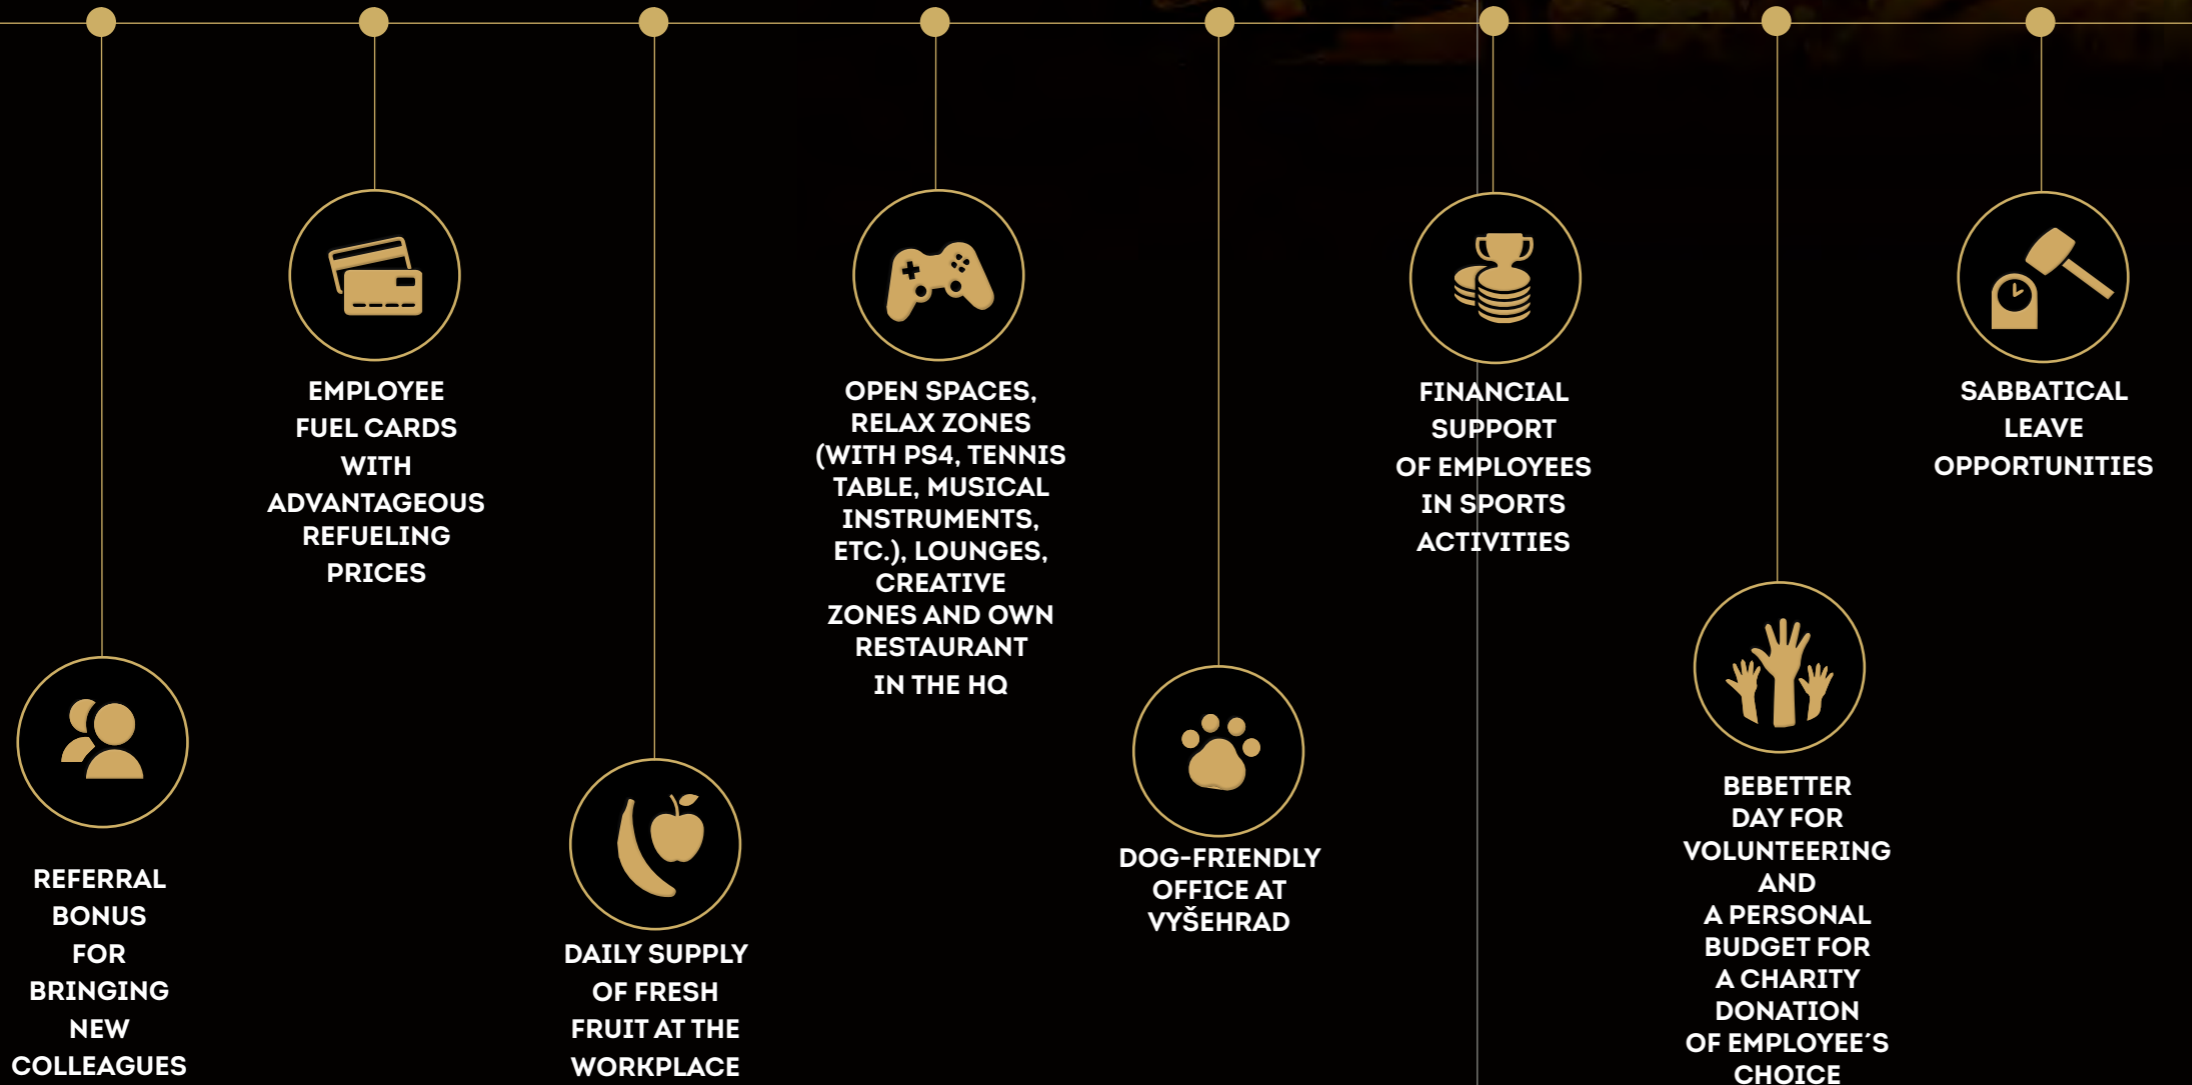 REFERRAL
BONUS
FOR
BRINGING
NEW
COLLEAGUES
EMPLOYEE
FUEL CARDS
WITH
ADVANTAGEOUS
REFUELING
PRICES
DAILY SUPPLY
OF FRESH
FRUIT AT THE
WORKPLACE
OPEN SPACES,
RELAX ZONES
(WITH PS4, TENNIS
TABLE, MUSICAL
INSTRUMENTS,
ETC.), LOUNGES,
CREATIVE
ZONES AND OWN
RESTAURANT
IN THE HQ
DOG-FRIENDLY
OFFICE AT
VYŠEHRAD
FINANCIAL
SUPPORT
OF EMPLOYEES
IN SPORTS
ACTIVITIES
BEBETTER
DAY FOR
VOLUNTEERING
AND
A PERSONAL
BUDGET FOR
A CHARITY
DONATION
OF EMPLOYEE´S
CHOICE
SABBATICAL
LEAVE
OPPORTUNITIES